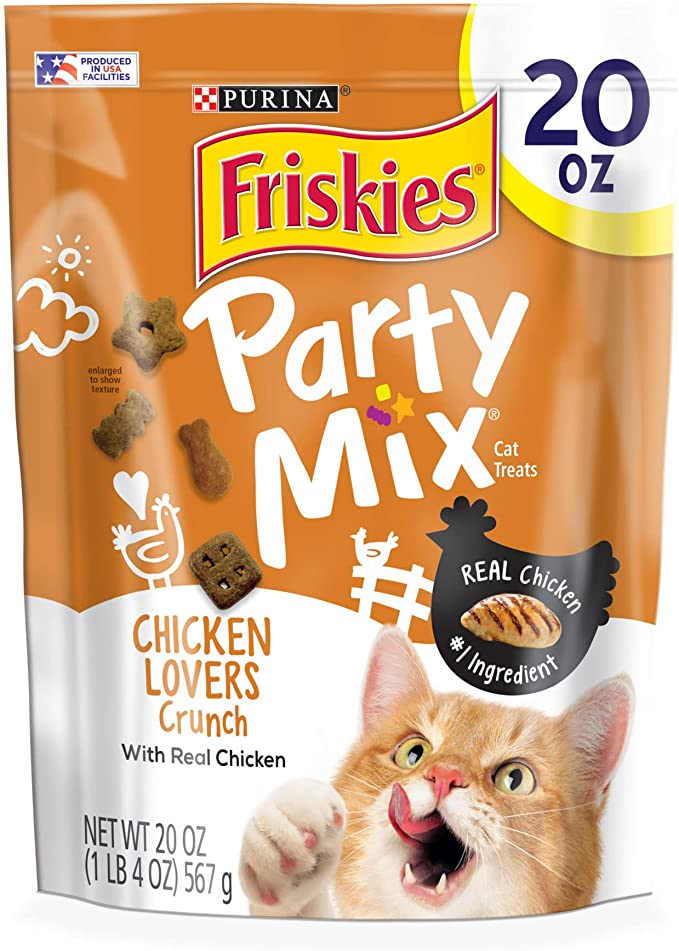 PRODUCED
IN USA
FACILITIES
PURINA®
20
OZ
Friskies®
Party
Mix®
Cat
Treats
enlarged
to show
texture
REAL Chicken
#1 Ingredient
CHICKEN
LOVERS
Crunch
With Real Chicken
NET WT 20 OZ
(1 LB 4 OZ) 567 g